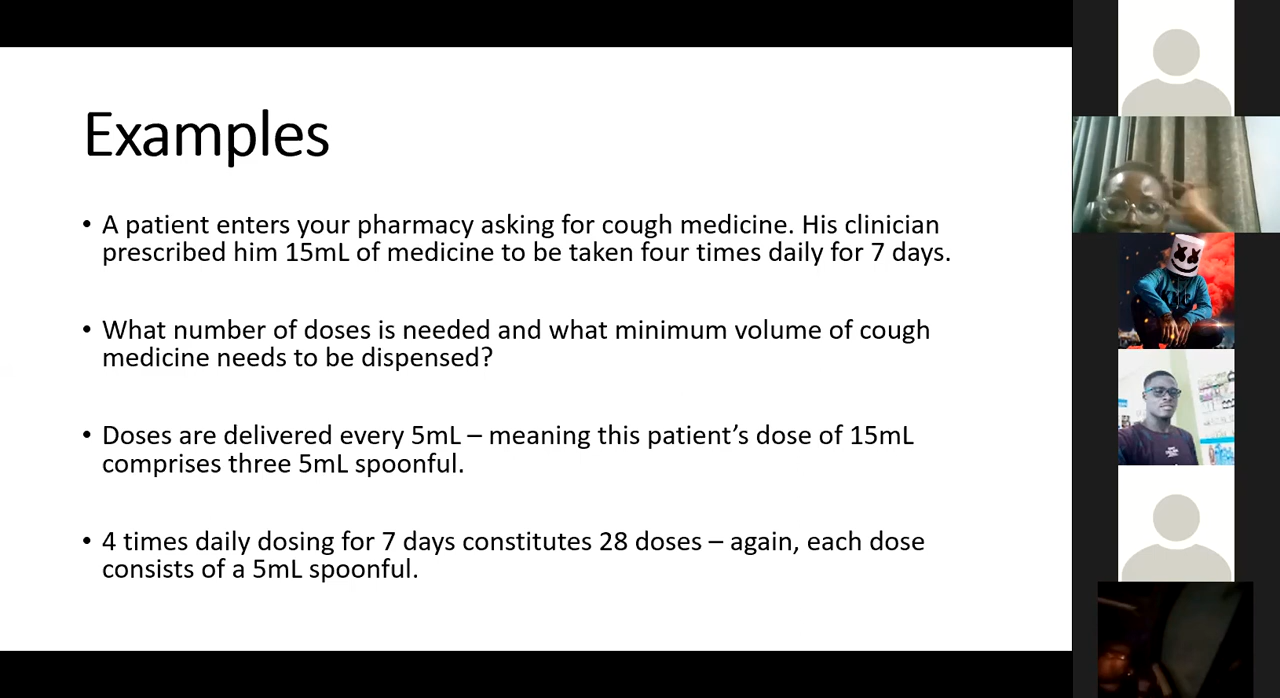 Examples
• A patient enters your pharmacy asking for cough medicine. His clinician
prescribed him 15mL of medicine to be taken four times daily for 7 days.
• What number of doses is needed and what minimum volume of cough
medicine needs to be dispensed?
• Doses are delivered every 5mL – meaning this patient’s dose of 15mL
comprises three 5mL spoonful.
• 4 times daily dosing for 7 days constitutes 28 doses – again, each dose
consists of a 5mL spoonful.